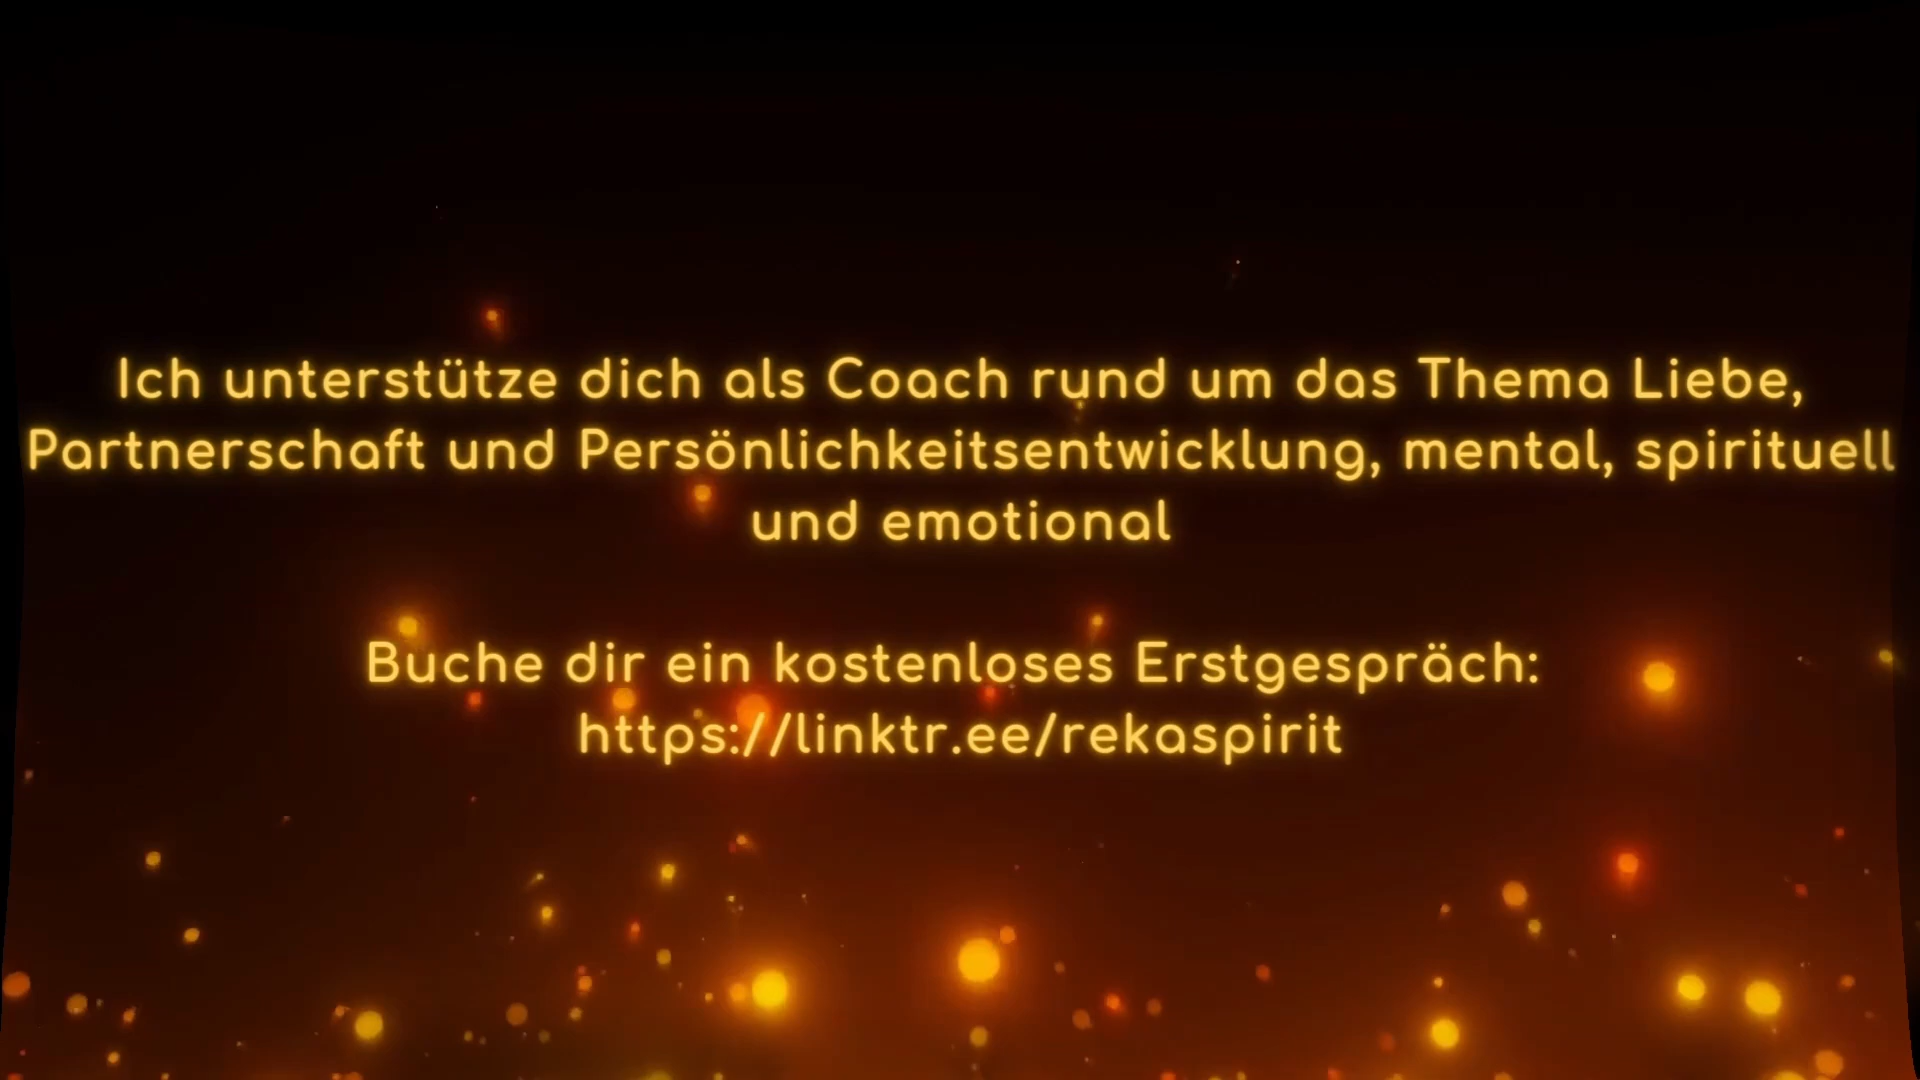 Ich unterstütze dich als Coach rund um das Thema Liebe,
Partnerschaft und Persönlichkeitsentwicklung, mental, spirituell
und emotional
Buche dir ein kostenloses Erstgespräch:
https://linktr.ee/rekaspirit